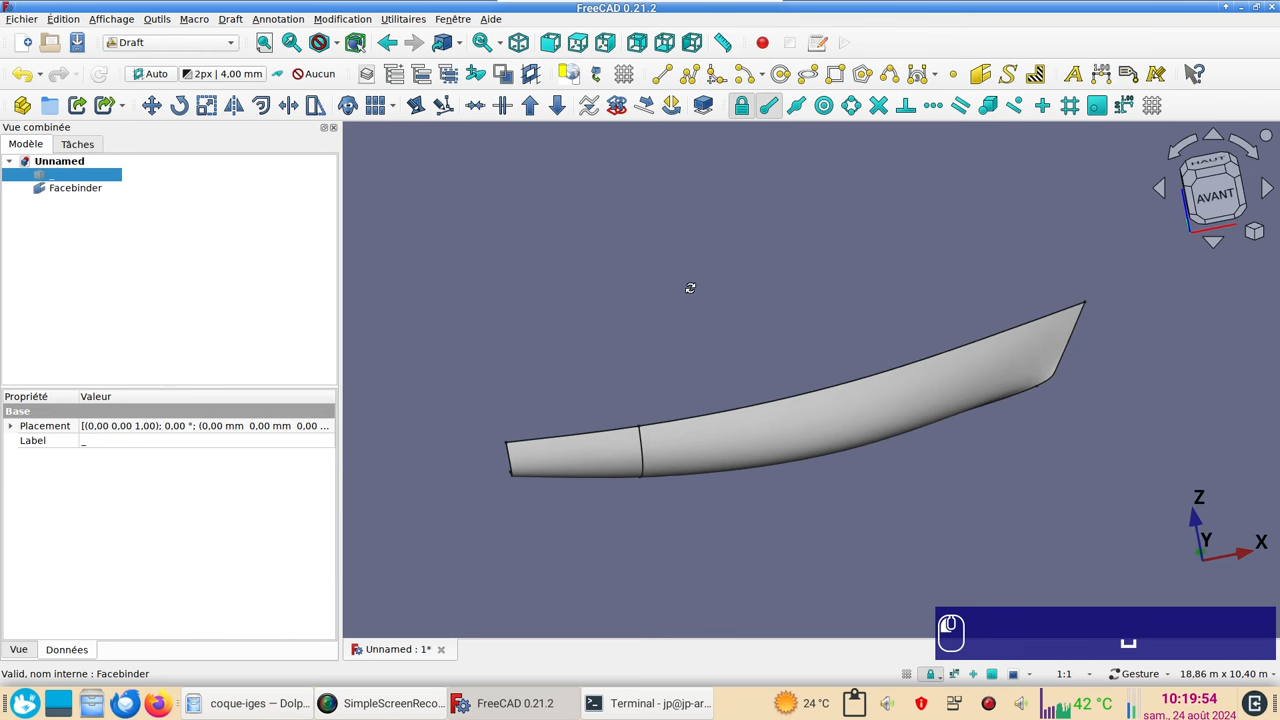 FreeCAD 0.21.2
Fichier Édition Affichage Outils Macro Draft Annotation Modification Utilitaires Fenêtre Aide
Draft
Auto 2px | 4,00 mm Aucun
Vue combinée
Modèle Tâches
Unnamed
_
Facebinder
HAUT
AVANT
Propriété Valeur
Base
Placement [(0,00 0,00 1,00); 0,00 °; (0,00 mm 0,00 mm 0,00 ...
Label _
Z
Y X
Vue Données
Unnamed : 1*
Valid, nom interne : Facebinder
1:1 Gesture 18,86 m x 10,40 m
coque-ige — Dolp... SimpleScreenReco... FreeCAD 0.21.2 Terminal - jp@jp-ar... 24 °C 42 °C 10:19:54
sam., 24 août 2024